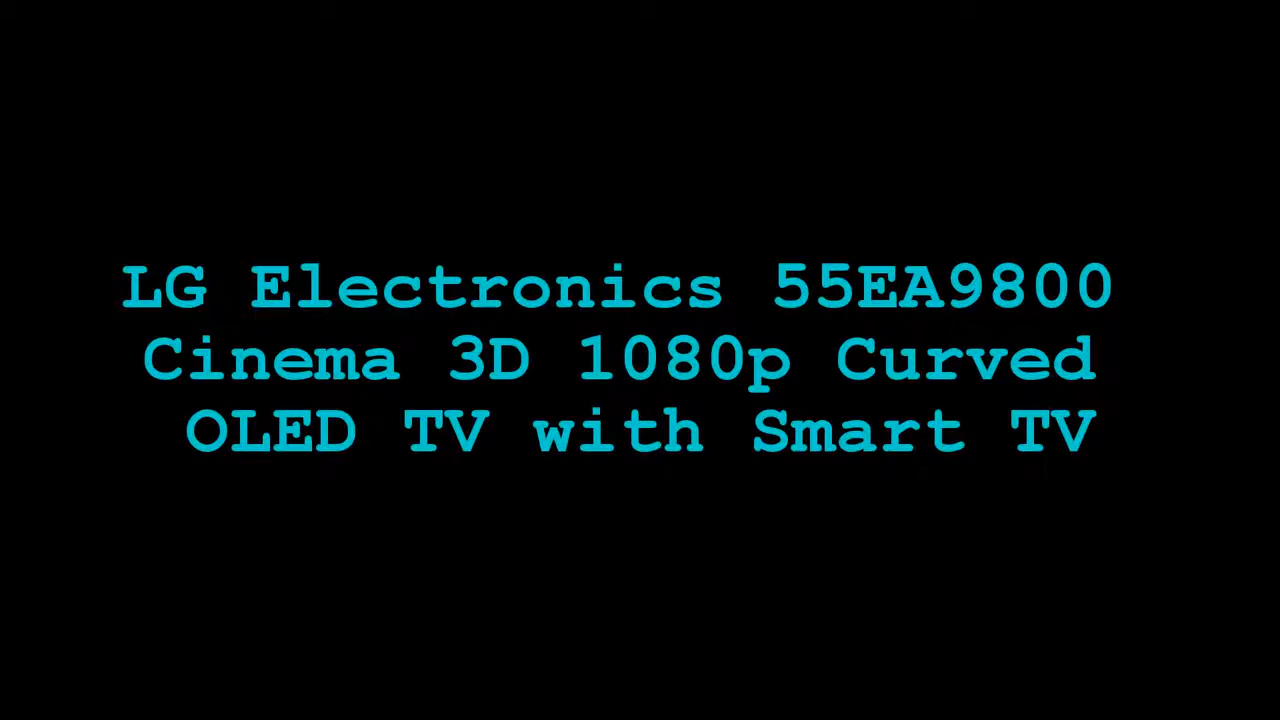 LG Electronics 55EA9800
Cinema 3D 1080p Curved
OLED TV with Smart TV